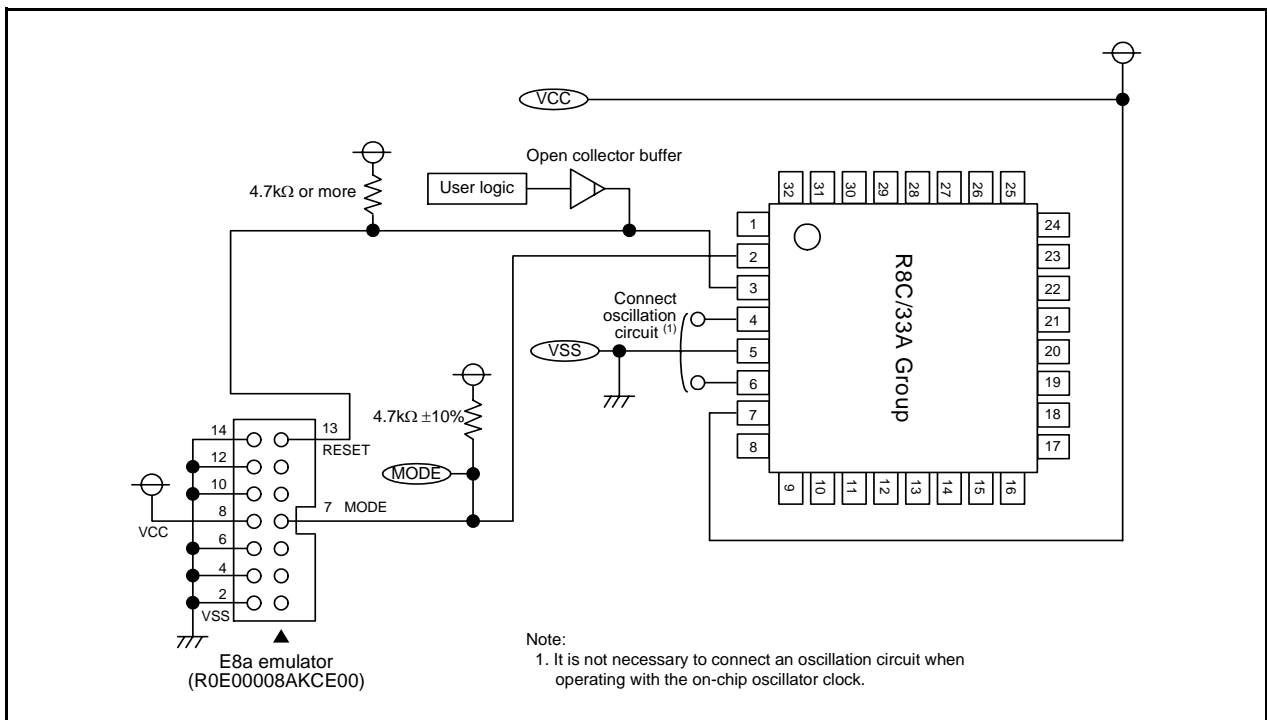 VCC
Open collector buffer
User logic
4.7kΩ or more
32 31 30 29 28 27 26 25
1
2
3
4
5
6
7
8
24
23
22
21
20
19
18
17
9 10 11 12 13 14 15 16
R8C/33A Group
Connect
oscillation
circuit (1)
VSS
4.7kΩ ±10%
MODE
14
13
RESET
12
10
8
7 MODE
VCC
6
4
2
VSS
E8a emulator
(R0E00008AKCE00)
Note:
1. It is not necessary to connect an oscillation circuit when
operating with the on-chip oscillator clock.